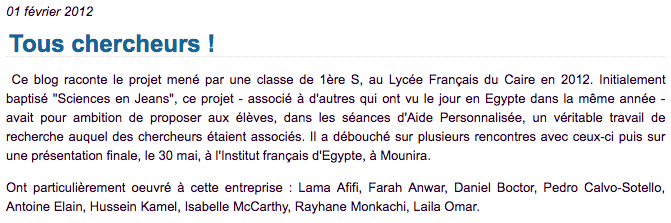 01 février 2012
Tous chercheurs !
Ce blog raconte le projet mené par une classe de 1ère S, au Lycée Français du Caire en 2012. Initialement
baptisé "Sciences en Jeans", ce projet - associé à d'autres qui ont vu le jour en Egypte dans la même année -
avait pour ambition de proposer aux élèves, dans les séances d'Aide Personnalisée, un véritable travail de
recherche auquel des chercheurs étaient associés. Il a débouché sur plusieurs rencontres avec ceux-ci puis sur
une présentation finale, le 30 mai, à l'Institut français d'Egypte, à Mounira.
Ont particulièrement oeuvré à cette entreprise : Lama Afifi, Farah Anwar, Daniel Boctor, Pedro Calvo-Sotello,
Antoine Elain, Hussein Kamel, Isabelle McCarthy, Rayhane Monkachi, Laila Omar.